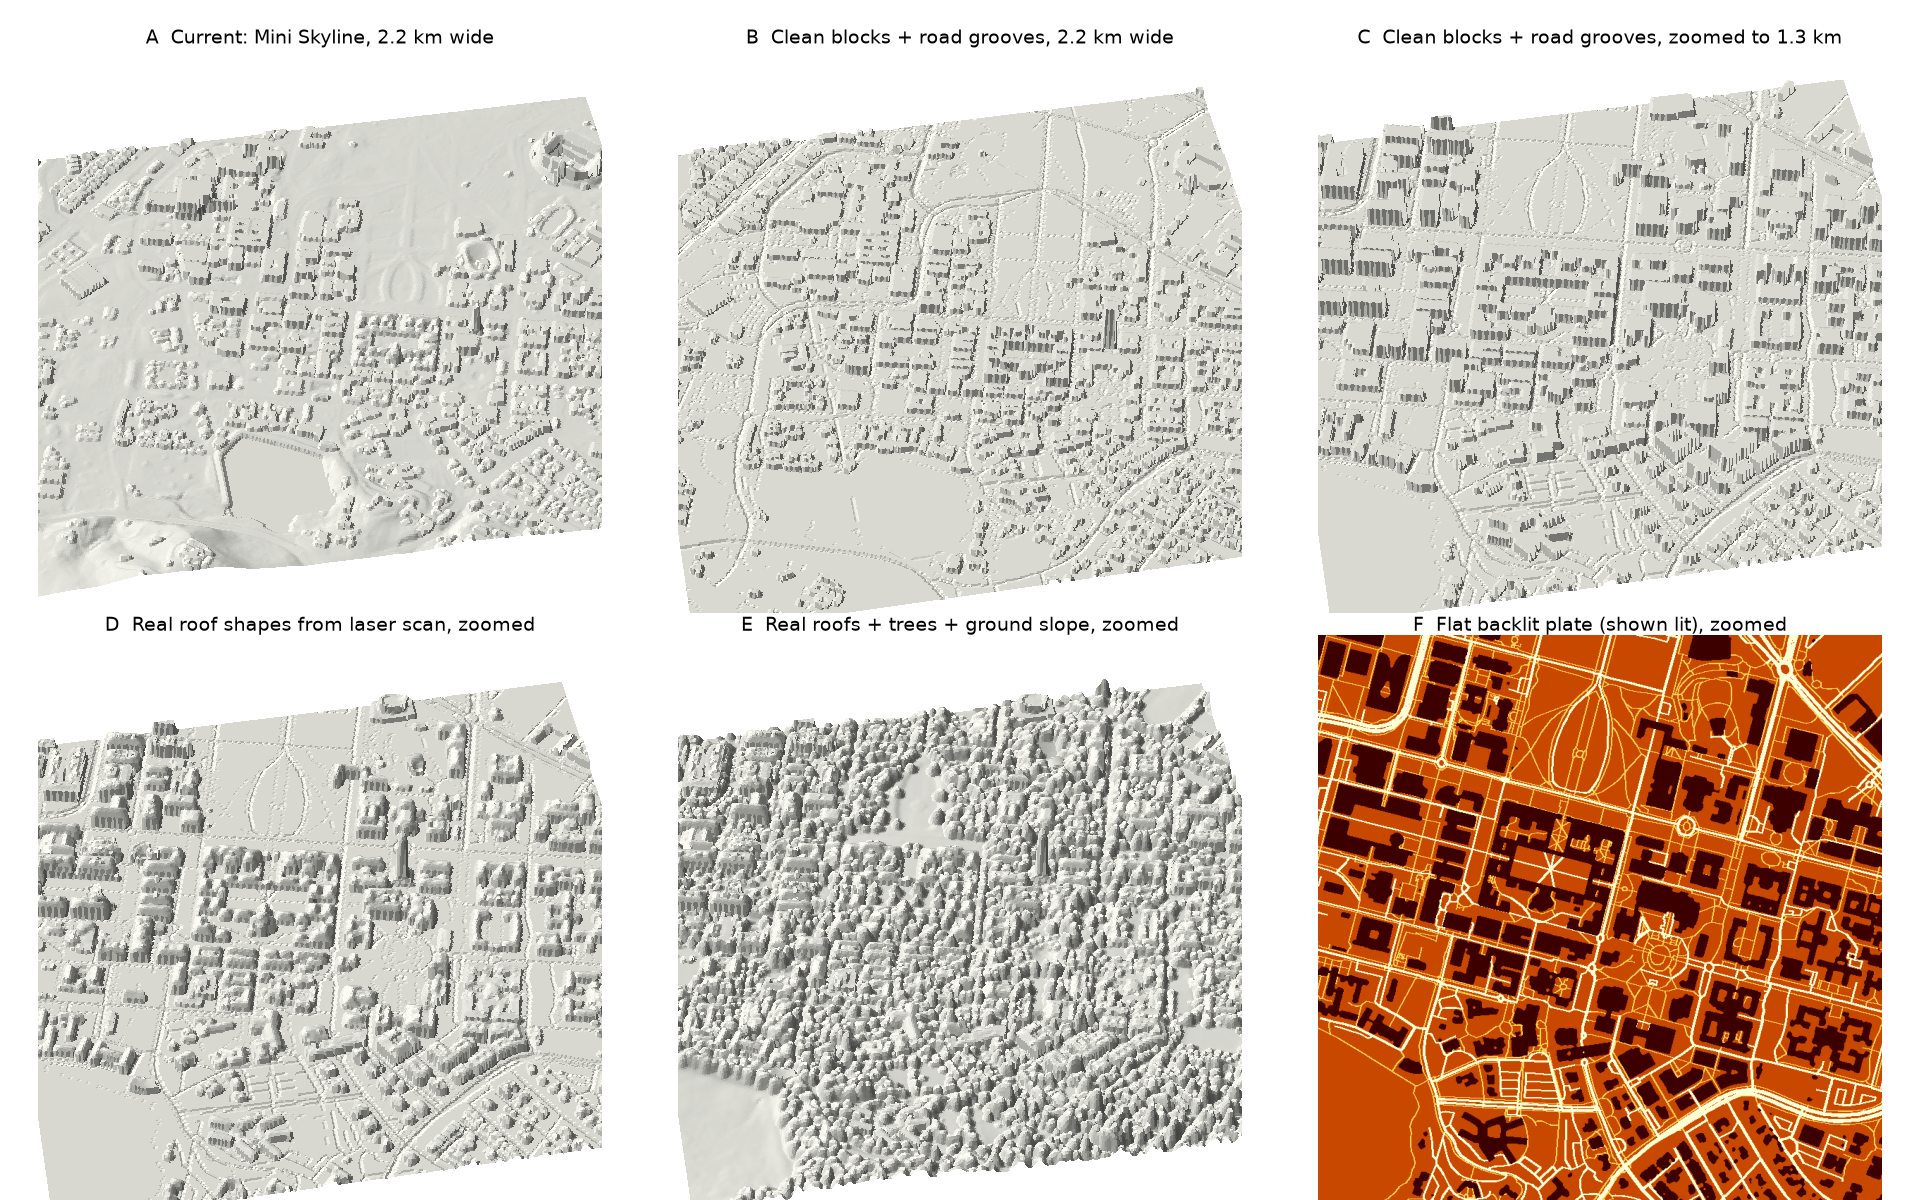 A  Current: Mini Skyline, 2.2 km wide
B  Clean blocks + road grooves, 2.2 km wide
C  Clean blocks + road grooves, zoomed to 1.3 km
D  Real roof shapes from laser scan, zoomed
E  Real roofs + trees + ground slope, zoomed
F  Flat backlit plate (shown lit), zoomed